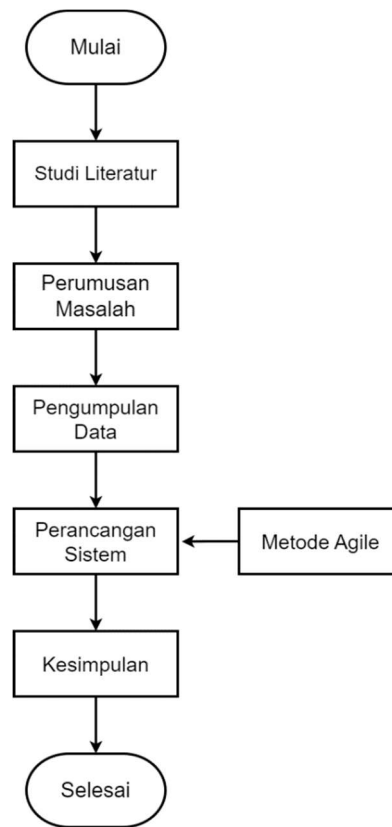 Mulai
Studi Literatur
Perumusan
Masalah
Pengumpulan
Data
Perancangan
Sistem
Metode Agile
Kesimpulan
Selesai